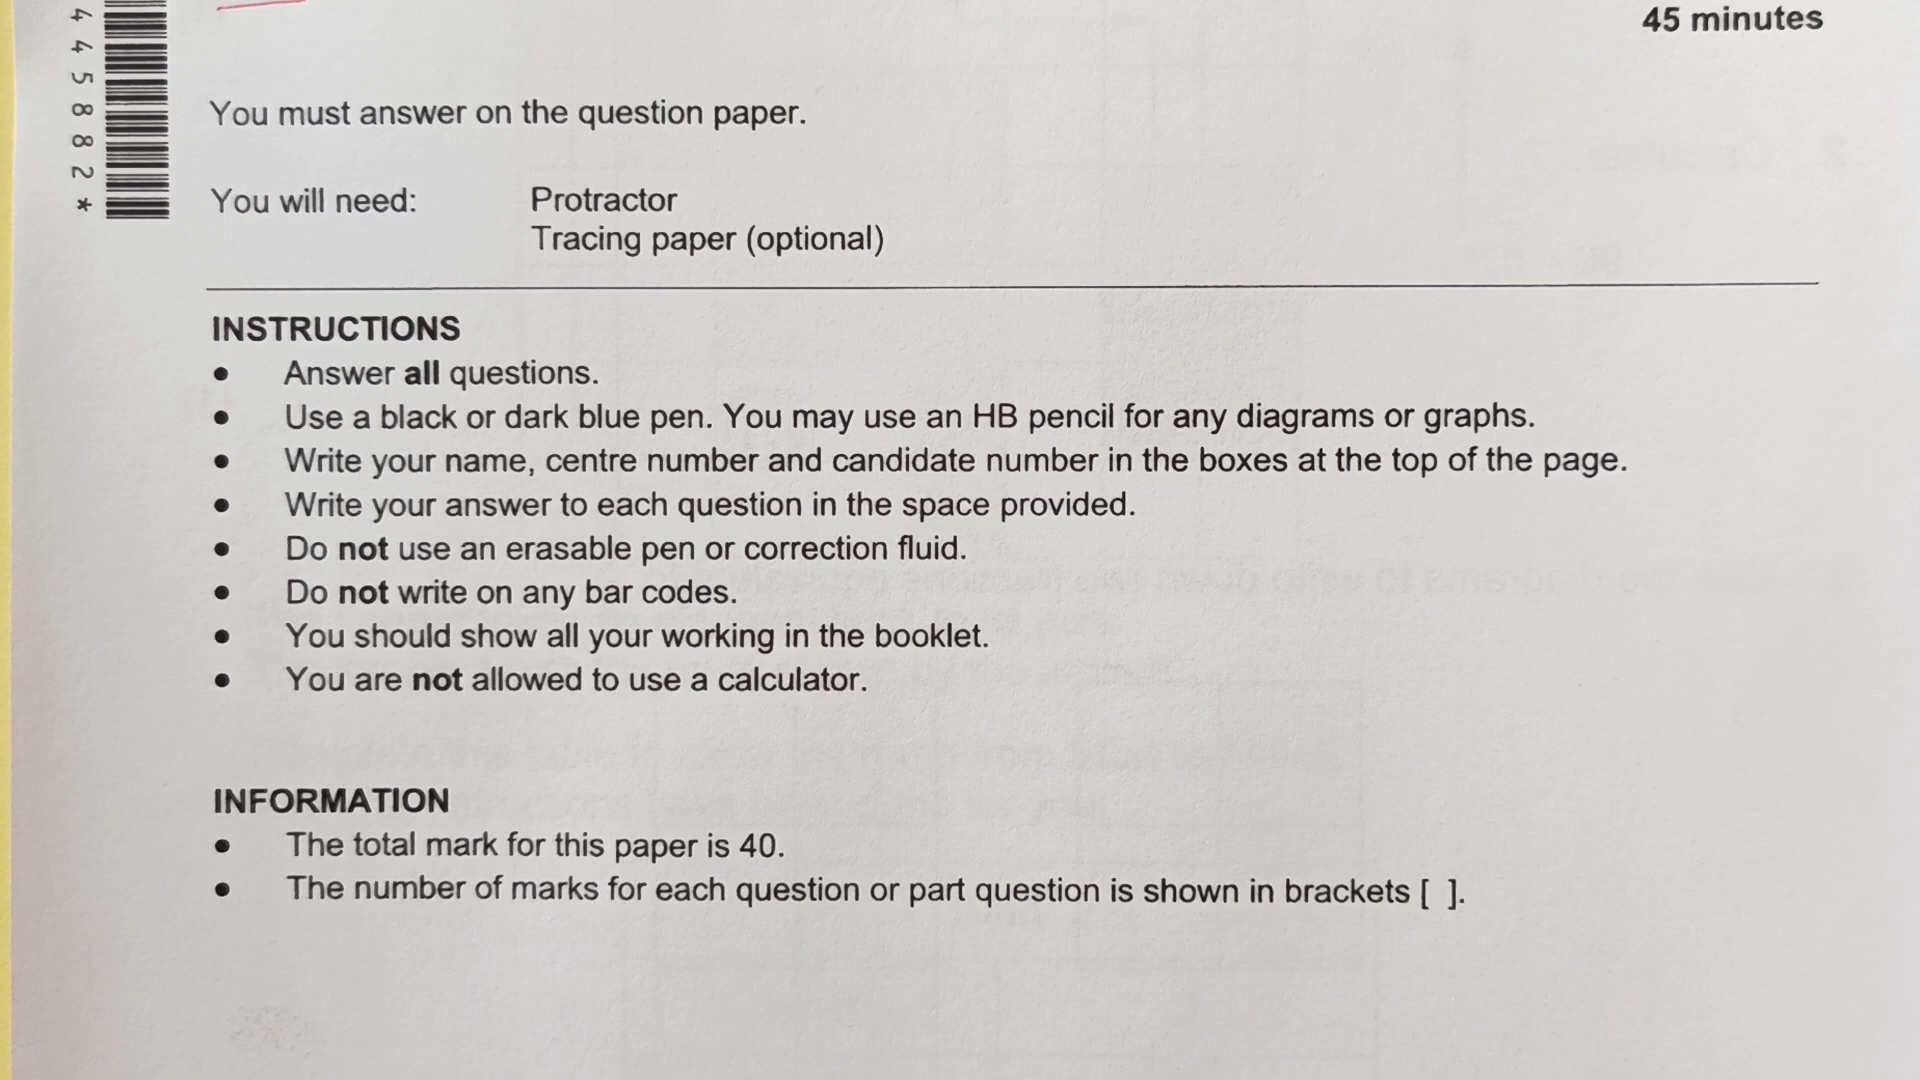 45 minutes
445882*
You must answer on the question paper.
You will need: Protractor
Tracing paper (optional)
INSTRUCTIONS
• Answer all questions.
• Use a black or dark blue pen. You may use an HB pencil for any diagrams or graphs.
• Write your name, centre number and candidate number in the boxes at the top of the page.
• Write your answer to each question in the space provided.
• Do not use an erasable pen or correction fluid.
• Do not write on any bar codes.
• You should show all your working in the booklet.
• You are not allowed to use a calculator.
INFORMATION
• The total mark for this paper is 40.
• The number of marks for each question or part question is shown in brackets [ ].